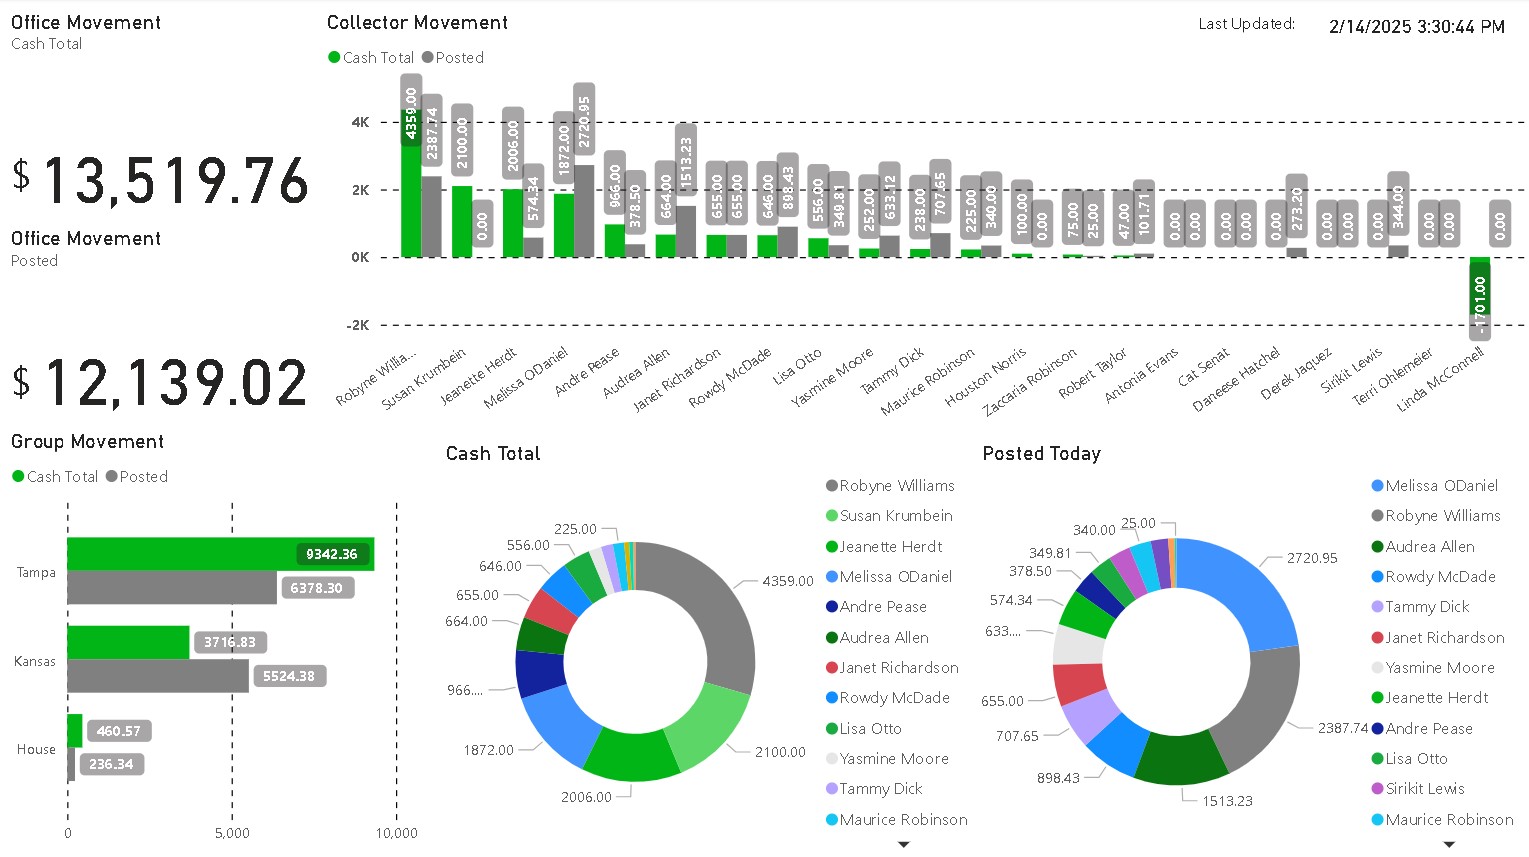 Office Movement
Cash Total
$ 13,519.76
Office Movement
Posted
$ 12,139.02
Collector Movement
Cash Total Posted
Last Updated: 2/14/2025 3:30:44 PM
4K
2K
0K
-2K
4359.00
2387.74
2100.00
0.00
2006.00
574.34
1872.00
2720.95
966.00
378.50
664.00
1513.23
655.00
655.00
646.00
898.43
556.00
349.81
252.00
633.12
238.00
707.65
225.00
340.00
100.00
0.00
75.00
25.00
47.00
101.71
0.00
0.00
0.00
0.00
0.00
273.20
0.00
0.00
0.00
344.00
0.00
0.00
-1701.00
0.00
Robyne Willia...
Susan Krumbein
Jeanette Herdt
Melissa ODaniel
Andre Pease
Audrea Allen
Janet Richardson
Rowdy McDade
Lisa Otto
Yasmine Moore
Tammy Dick
Maurice Robinson
Houston Norris
Zaccaria Robinson
Robert Taylor
Antonia Evans
Cat Senat
Daneese Hatchel
Derek Jaquez
Sirikit Lewis
Terri Ohlemeier
Linda McConnell
Group Movement
Cash Total Posted
Tampa
9342.36
6378.30
Kansas
3716.83
5524.38
House
460.57
236.34
0 5,000 10,000
Cash Total
225.00
556.00
646.00
655.00
664.00
966....
1872.00
2006.00
2100.00
4359.00
Robyne Williams
Susan Krumbein
Jeanette Herdt
Melissa ODaniel
Andre Pease
Audrea Allen
Janet Richardson
Rowdy McDade
Lisa Otto
Yasmine Moore
Tammy Dick
Maurice Robinson
Posted Today
25.00
340.00
349.81
378.50
574.34
633....
655.00
707.65
898.43
1513.23
2387.74
2720.95
Melissa ODaniel
Robyne Williams
Audrea Allen
Rowdy McDade
Tammy Dick
Janet Richardson
Yasmine Moore
Jeanette Herdt
Andre Pease
Lisa Otto
Sirikit Lewis
Maurice Robinson